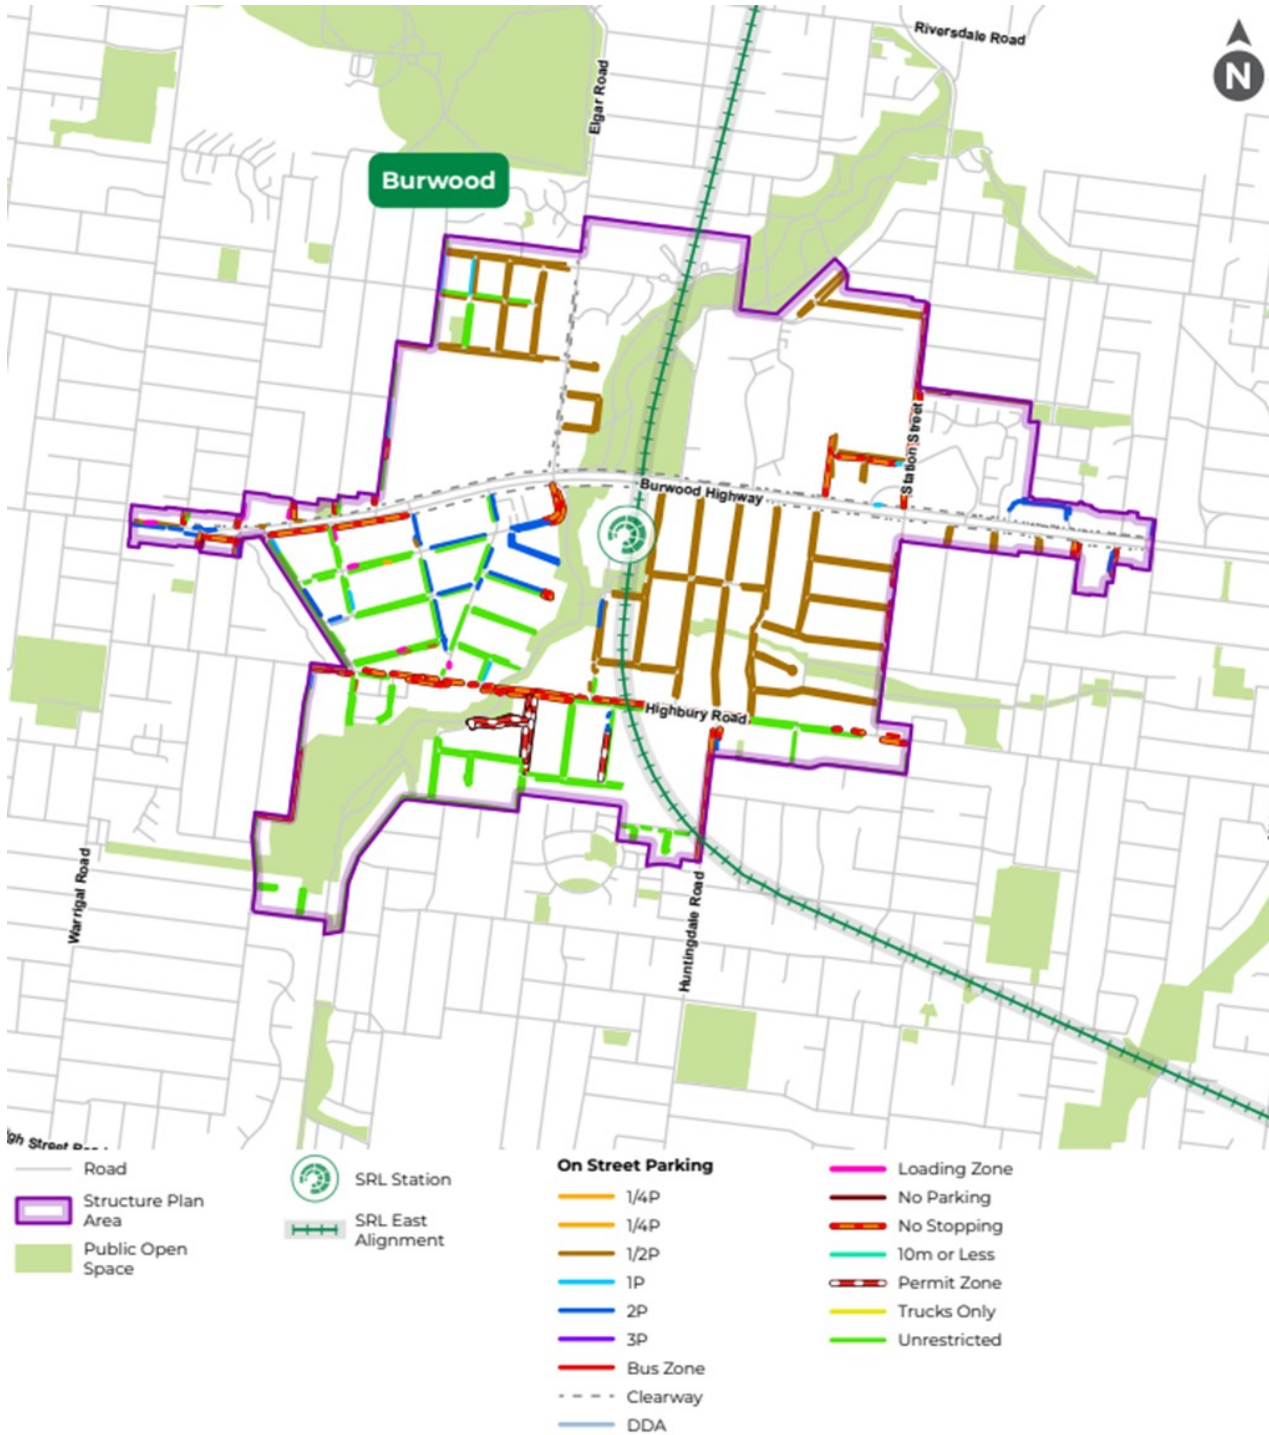 Riversdale Road
N
Elgar Road
Burwood
Station Street
Burwood Highway
Highbury Road
Warrigal Road
Huntingdale Road
Road
Structure Plan
Area
Public Open
Space
SRL Station
SRL East
Alignment
On Street Parking
1/4P
1/4P
1/2P
1P
2P
3P
Bus Zone
Clearway
DDA
Loading Zone
No Parking
No Stopping
10m or Less
Permit Zone
Trucks Only
Unrestricted